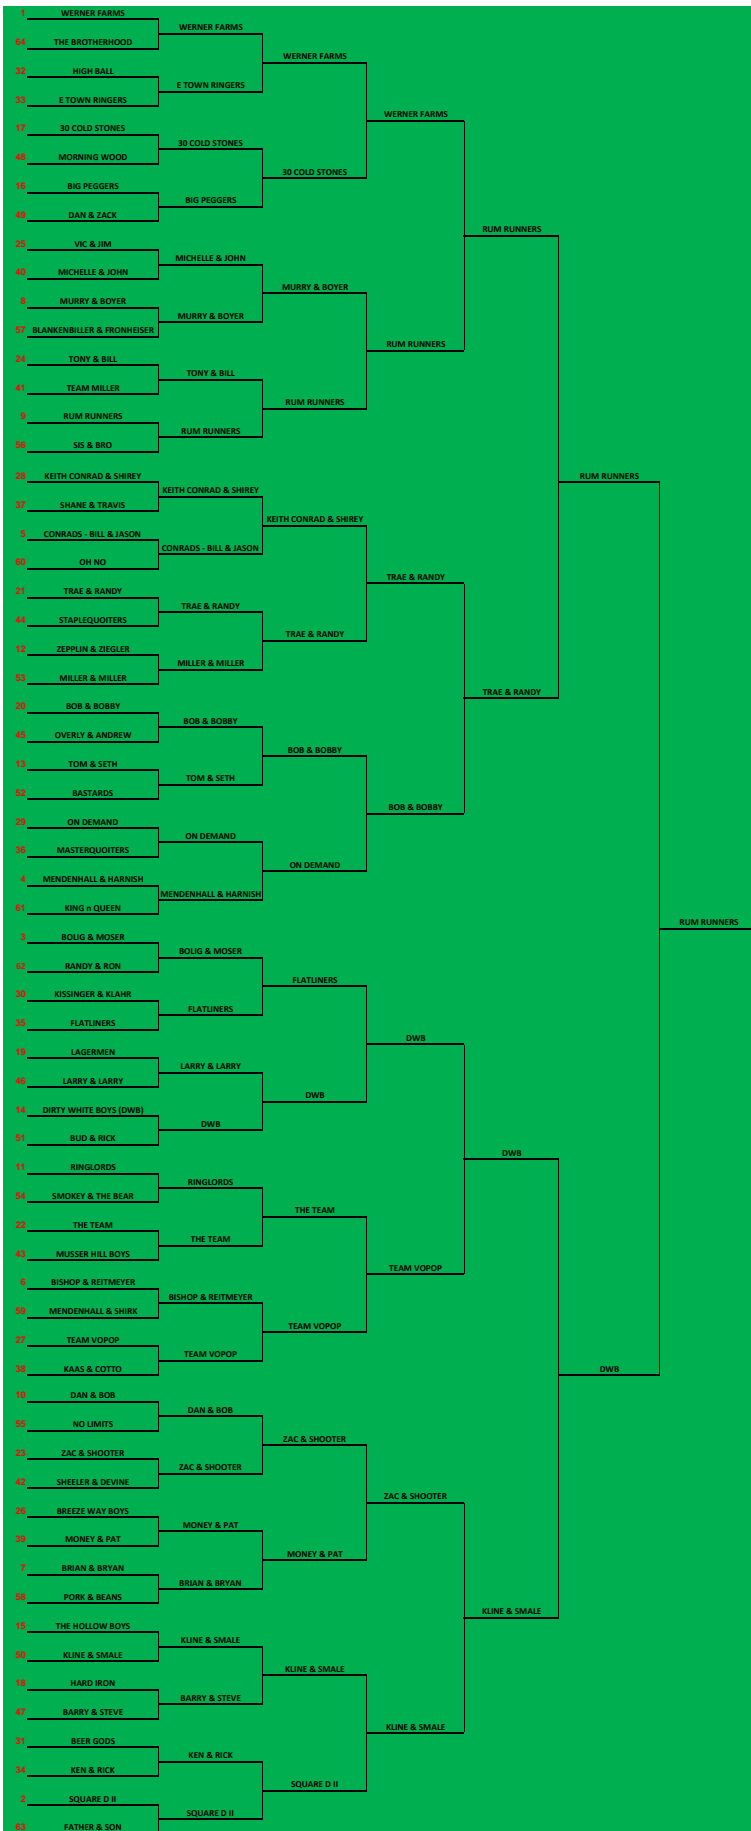 1 WERNER FARMS
WERNER FARMS
64 THE BROTHERHOOD
WERNER FARMS
32 HIGH BALL
E TOWN RINGERS
33 E TOWN RINGERS
WERNER FARMS
17 30 COLD STONES
30 COLD STONES
48 MORNING WOOD
30 COLD STONES
16 BIG PEGGERS
BIG PEGGERS
49 DAN & ZACK
RUM RUNNERS
25 VIC & JIM
MICHELLE & JOHN
40 MICHELLE & JOHN
MURRY & BOYER
8 MURRY & BOYER
MURRY & BOYER
57 BLANKENBILLER & FRONHEISER
RUM RUNNERS
24 TONY & BILL
TONY & BILL
41 TEAM MILLER
RUM RUNNERS
9 RUM RUNNERS
RUM RUNNERS
56 SIS & BRO
RUM RUNNERS
28 KEITH CONRAD & SHIREY
KEITH CONRAD & SHIREY
37 SHANE & TRAVIS
KEITH CONRAD & SHIREY
5 CONRADS - BILL & JASON
CONRADS - BILL & JASON
60 OH NO
TRAE & RANDY
21 TRAE & RANDY
TRAE & RANDY
44 STAPLEQUOITERS
TRAE & RANDY
12 ZEPPLIN & ZIEGLER
MILLER & MILLER
53 MILLER & MILLER
TRAE & RANDY
20 BOB & BOBBY
BOB & BOBBY
45 OVERLY & ANDREW
BOB & BOBBY
13 TOM & SETH
TOM & SETH
52 BASTARDS
BOB & BOBBY
29 ON DEMAND
ON DEMAND
36 MASTERQUOITERS
ON DEMAND
4 MENDENHALL & HARNISH
MENDENHALL & HARNISH
61 KING n QUEEN
RUM RUNNERS
3 BOLIG & MOSER
BOLIG & MOSER
62 RANDY & RON
FLATLINERS
30 KISSINGER & KLAHR
FLATLINERS
35 FLATLINERS
DWB
19 LAGERMEN
LARRY & LARRY
46 LARRY & LARRY
DWB
14 DIRTY WHITE BOYS (DWB)
DWB
51 BUD & RICK
DWB
11 RINGLORDS
RINGLORDS
54 SMOKEY & THE BEAR
THE TEAM
22 THE TEAM
THE TEAM
43 MUSSER HILL BOYS
TEAM VOPOP
6 BISHOP & REITMEYER
BISHOP & REITMEYER
59 MENDENHALL & SHIRK
TEAM VOPOP
27 TEAM VOPOP
TEAM VOPOP
38 KAAS & COTTO
DWB
10 DAN & BOB
DAN & BOB
55 NO LIMITS
ZAC & SHOOTER
23 ZAC & SHOOTER
ZAC & SHOOTER
42 SHEELER & DEVINE
ZAC & SHOOTER
26 BREEZE WAY BOYS
MONEY & PAT
39 MONEY & PAT
MONEY & PAT
7 BRIAN & BRYAN
BRIAN & BRYAN
58 PORK & BEANS
KLINE & SMALE
15 THE HOLLOW BOYS
KLINE & SMALE
50 KLINE & SMALE
KLINE & SMALE
18 HARD IRON
BARRY & STEVE
47 BARRY & STEVE
KLINE & SMALE
31 BEER GODS
KEN & RICK
34 KEN & RICK
SQUARE D II
2 SQUARE D II
SQUARE D II
63 FATHER & SON